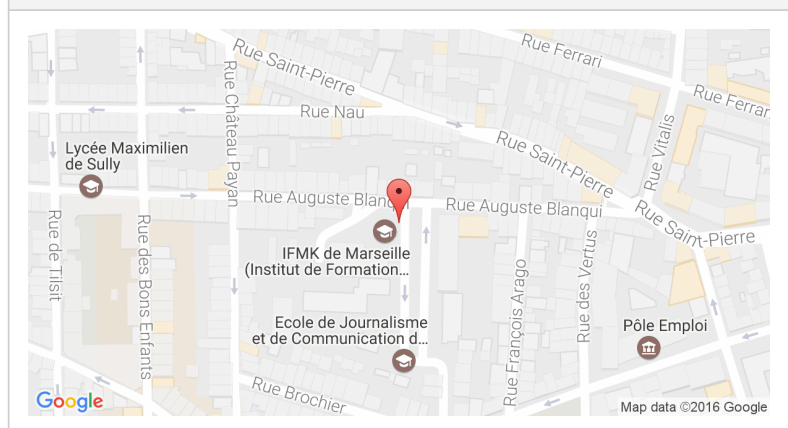 Rue Saint-Pierre
Rue Ferrari
Rue Ferrar
Rue Château Payan
Rue Nau
Rue Vitalis
Lycée Maximilien
de Sully
Rue Saint-Pierre
Rue Auguste Blanqui
Rue Auguste Blanqui
Rue Saint-Pierre
Rue de Tilsit
Rue des Bons Enfants
IFMK de Marseille
(Institut de Formation...
Rue François Arago
Rue des Vertus
Ecole de Journalisme
et de Communication d...
Pôle Emploi
Rue Brochier
Google
Map data ©2016 Google